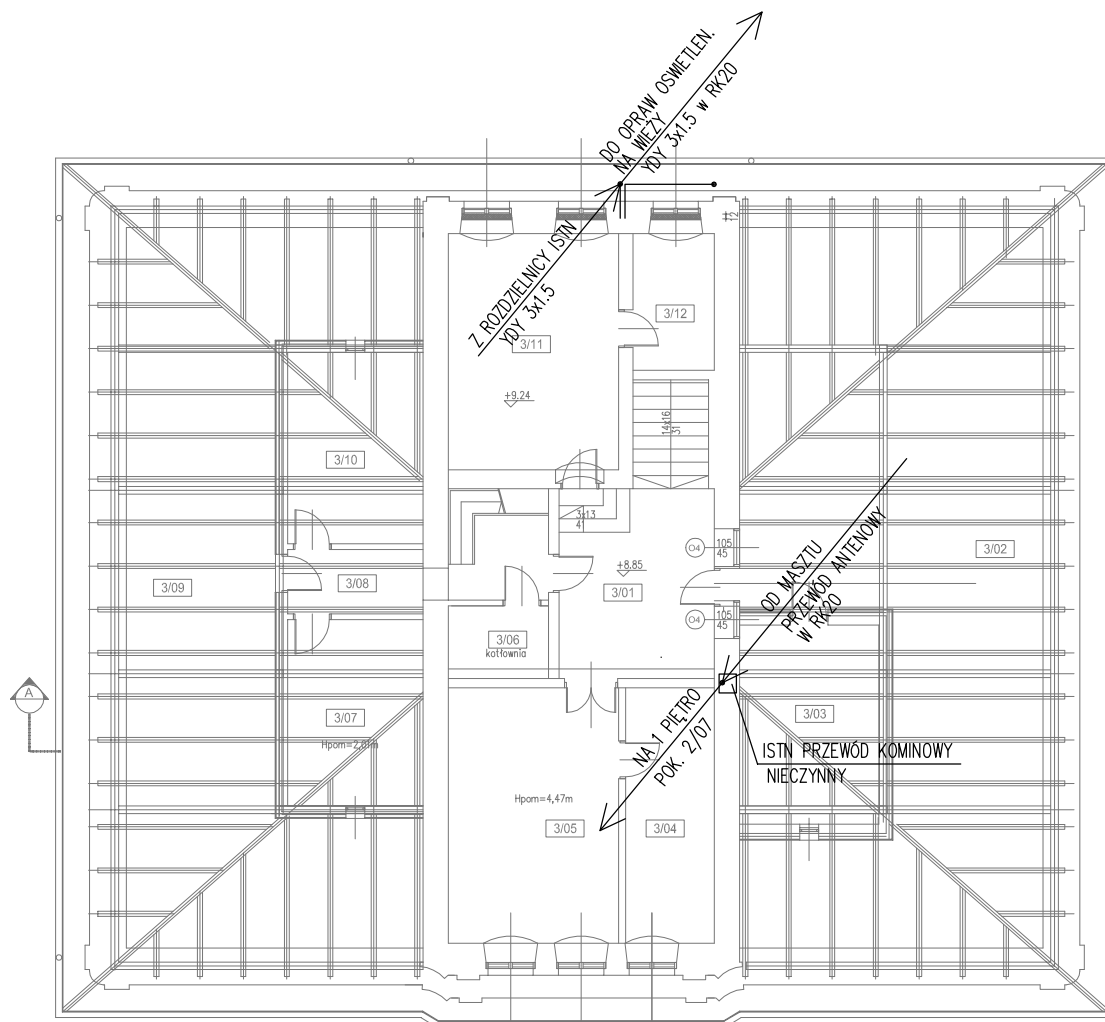 DO OPRAW OSWIETLEN.
NA WIEŻY
YDY 3x1.5 w RK20
Z ROZDZIELNICY ISTN
YDY 3x1.5
12
3/12
3/11
+9.24
14x16
31
3/10
3x13
41
O4
105
45
3/02
+8.85
3/09
3/08
3/01
OD MASZTU
PRZEWÓD ANTENOWY
W RK20
O4
105
45
3/06
kotłownia
A
3/07
3/03
NA 1 PIĘTRO
POK. 2/07
ISTN PRZEWÓD KOMINOWY
NIECZYNNY
Hpom=4,47m
3/05
3/04